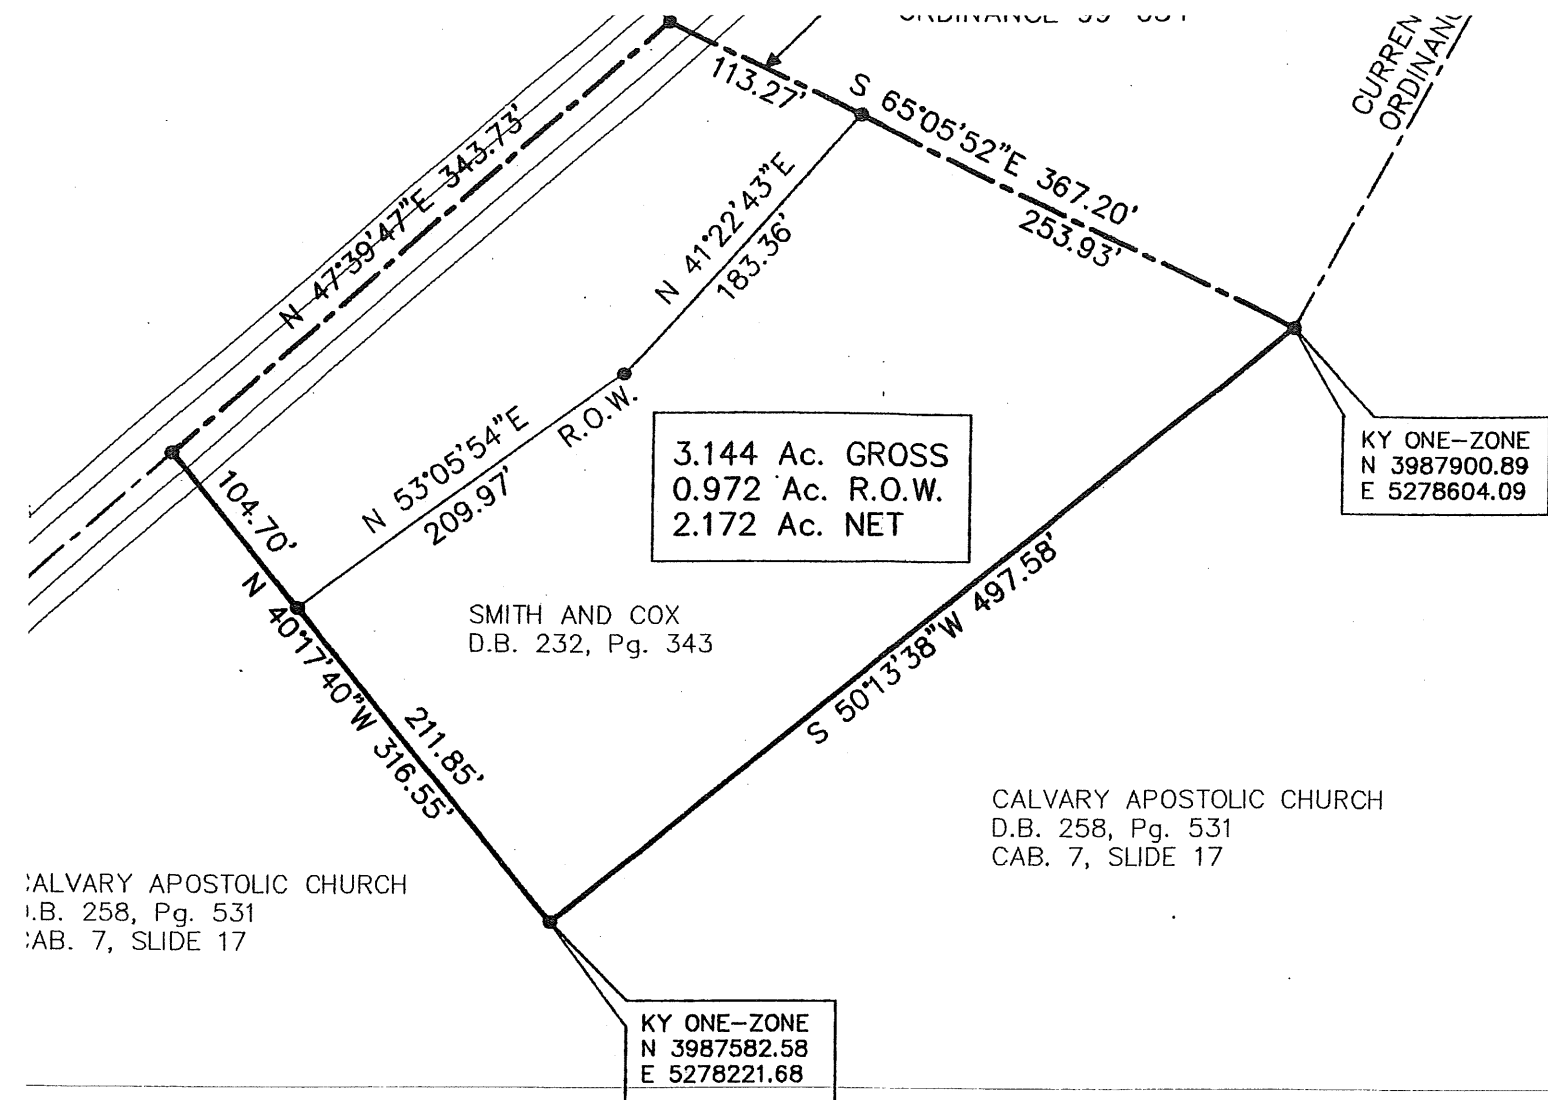 113.27'
S 65°05'52"E 367.20'
253.93'
CURREN
N 47°39'47"E 343.73'
N 41°22'43"E
183.36'
R.O.W.
N 53°05'54"E
209.97'
3.144 Ac. GROSS
0.972 Ac. R.O.W.
2.172 Ac. NET
KY ONE-ZONE
N 3987900.89
E 5278604.09
104.70'
N 40°17'40"W 316.55'
211.85'
SMITH AND COX
D.B. 232, Pg. 343
S 50°13'38"W 497.58'
CALVARY APOSTOLIC CHURCH
D.B. 258, Pg. 531
CAB. 7, SLIDE 17
ALVARY APOSTOLIC CHURCH
.B. 258, Pg. 531
AB. 7, SLIDE 17
KY ONE-ZONE
N 3987582.58
E 5278221.68